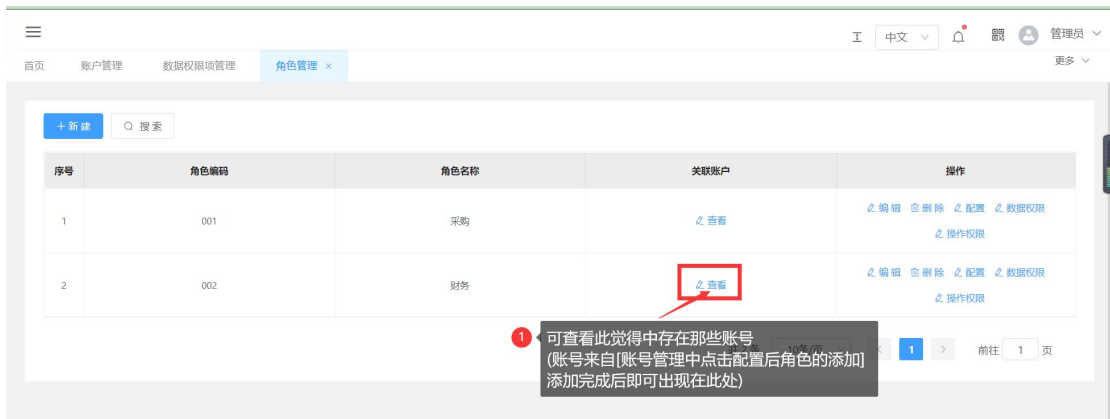 中文
管理员
首页 账户管理 数据权限项管理 角色管理 ×
更多
+ 新建 搜索
序号 角色编码 角色名称 关联账户 操作
1 001 采购 查看 编辑 删除 配置 数据权限
操作权限
2 002 财务 查看 编辑 删除 配置 数据权限
操作权限
1 可查看此觉得中存在那些账号
(账号来自[账号管理中点击配置后角色的添加]
添加完成后即可出现在此处)
共 2 条 10条/页 < 1 > 前往 1 页